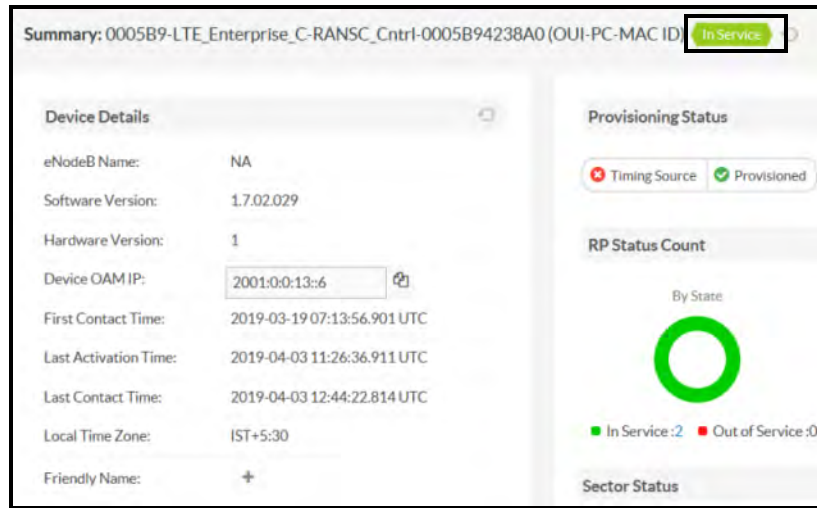 Summary: 0005B9-LTE_Enterprise_C-RANSC_Cntrl-0005B94238A0 (OUI-PC-MAC ID) In Service
Device Details
eNodeB Name: NA
Software Version: 1.7.02.029
Hardware Version: 1
Device OAM IP: 2001:0:0:13::6
First Contact Time: 2019-03-19 07:13:56.901 UTC
Last Activation Time: 2019-04-03 11:26:36.911 UTC
Last Contact Time: 2019-04-03 12:44:22.814 UTC
Local Time Zone: IST+5:30
Friendly Name: +
Provisioning Status
Timing Source Provisioned
RP Status Count
By State
In Service :2 Out of Service :0
Sector Status